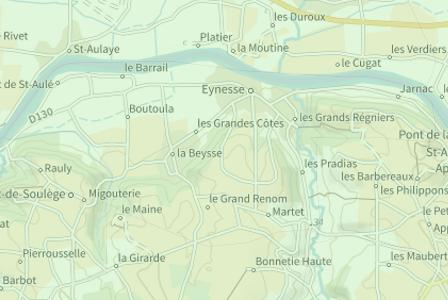 les Duroux
Rivet
Platier
St-Aulaye
la Moutine
les Verdiers
le Cugat
le Barrail
t de St-Aulé
Eynesse
Jarnac
Boutoula
D130
les Grandes Côtes
les Grands Régniers
Pont de la
la Beysse
St-A
les Pradias
Rauly
les Barbereaux
les Philippons
-de-Soulège
Migouterie
le Grand Renom
le Maine
Martet
le Pet
at
Pierrousselle
la Girarde
Bonnetie Haute
les Maubert
Barbot